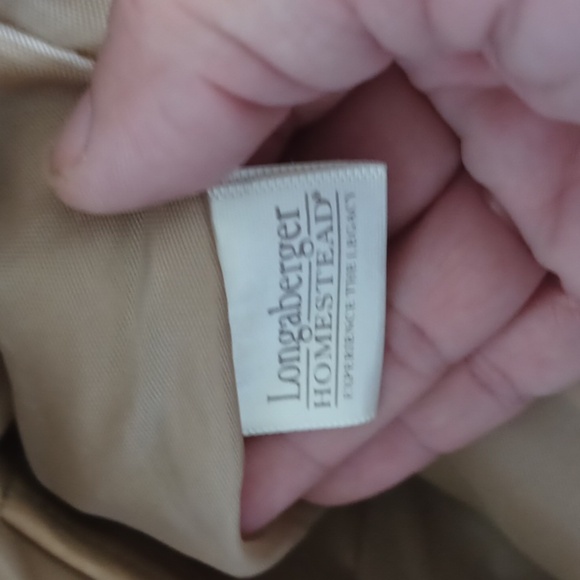 Longaberger
HOMESTEAD®
EXPERIENCE THE LEGACY